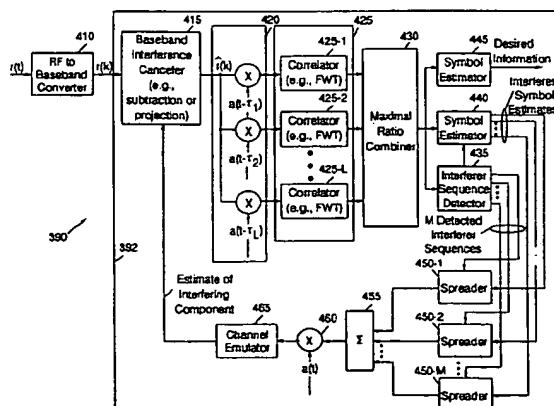 410
RF to
Baseband
Converter
r(t)
r(k)
415
Baseband
Interference
Canceler
(e.g.,
subtraction or
projection)
r̂(k)
420
X
a(t-τ1)
X
a(t-τ2)
X
a(t-τL)
425
425-1
Correlator
(e.g., FWT)
425-2
Correlator
(e.g., FWT)
425-L
Correlator
(e.g., FWT)
430
Maximal
Ratio
Combiner
445
Symbol
Estimator
Desired
Information
440
Symbol
Estimator
Interferer
Symbol
Estimates
435
Interferer
Sequence
Detector
M Detected
Interferer
Sequences
450-1
Spreader
450-2
Spreader
450-M
Spreader
455
Σ
460
X
a(t)
465
Channel
Emulator
Estimate of
Interfering
Component
390
392